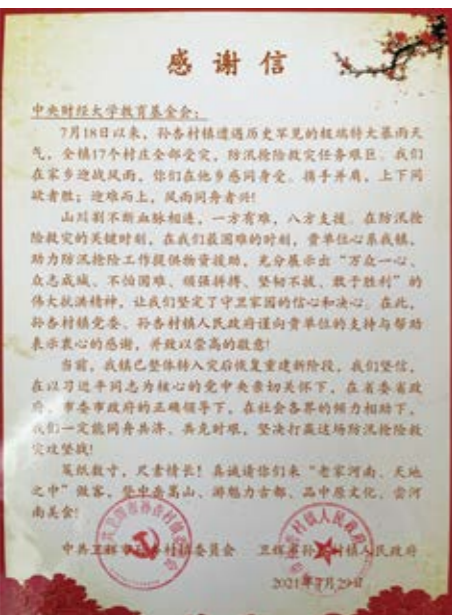 感谢信
中央财经大学教育基金会：
7月18日以来，孙杏村镇遭遇历史罕见的极端特大暴雨天
气，全镇17个村庄全部受灾，防汛抢险救灾任务艰巨。我们
在家乡迎战风雨，你们在他乡感同身受。携手并肩，上下同
欲者胜；迎难而上，风雨同舟者兴！
山川割不断血脉相连，一方有难，八方支援。在防汛抢
险救灾的关键时刻，在我们最困难的时刻，贵单位心系我镇，
助力防汛抢险工作提供物资援助，充分展示出“万众一心、
众志成城、不怕困难、顽强拼搏、坚韧不拔、敢于胜利”的
伟大抗洪精神，让我们坚定了守卫家园的信心和决心。在此，
孙杏村镇党委、孙杏村镇人民政府谨向贵单位的支持与帮助
表示衷心的感谢，并致以崇高的敬意！
当前，我镇已整体转入灾后恢复重建新阶段，我们坚信，
在以习近平同志为核心的党中央亲切关怀下，在省委省政
府、市委市政府的正确领导下，在社会各界的倾力相助下，
我们一定能同舟共济、共克时艰，坚决打赢这场防汛抢险救
灾攻坚战！
笺纸数寸，尺素情长！真诚请你们来“老家河南、天地
之中”做客，登中岳嵩山、游魅力古都、品中原文化、尝河
南美食！
中共卫辉市孙杏村镇委员会 卫辉市孙杏村镇人民政府
2021年7月29日